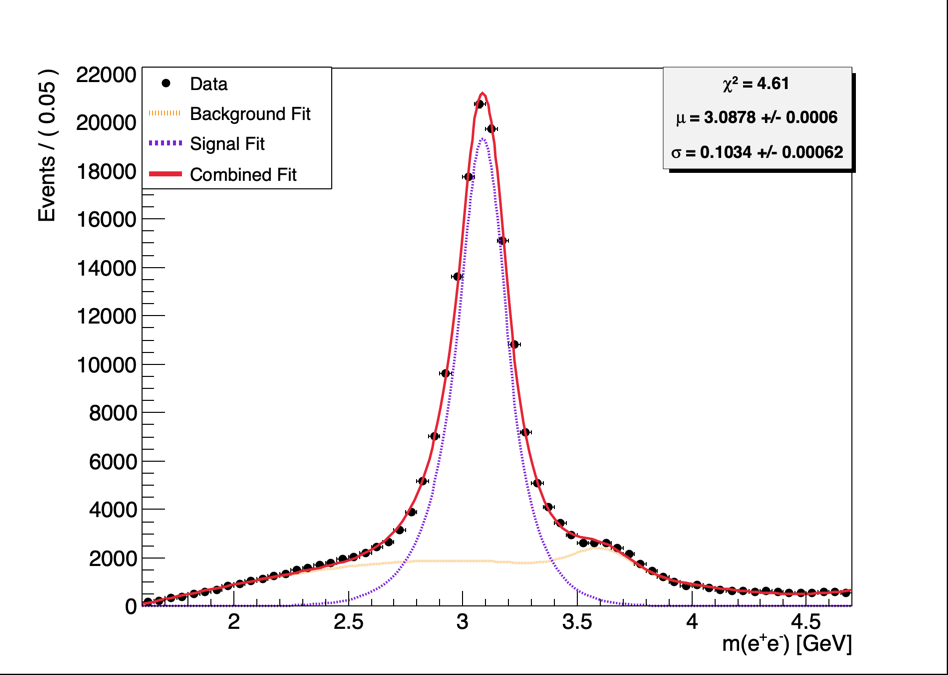 Events / ( 0.05 )
22000
20000
18000
16000
14000
12000
10000
8000
6000
4000
2000
0
Data
Background Fit
Signal Fit
Combined Fit
χ² = 4.61
μ = 3.0878 +/- 0.0006
σ = 0.1034 +/- 0.00062
2 2.5 3 3.5 4 4.5
m(e⁺e⁻) [GeV]